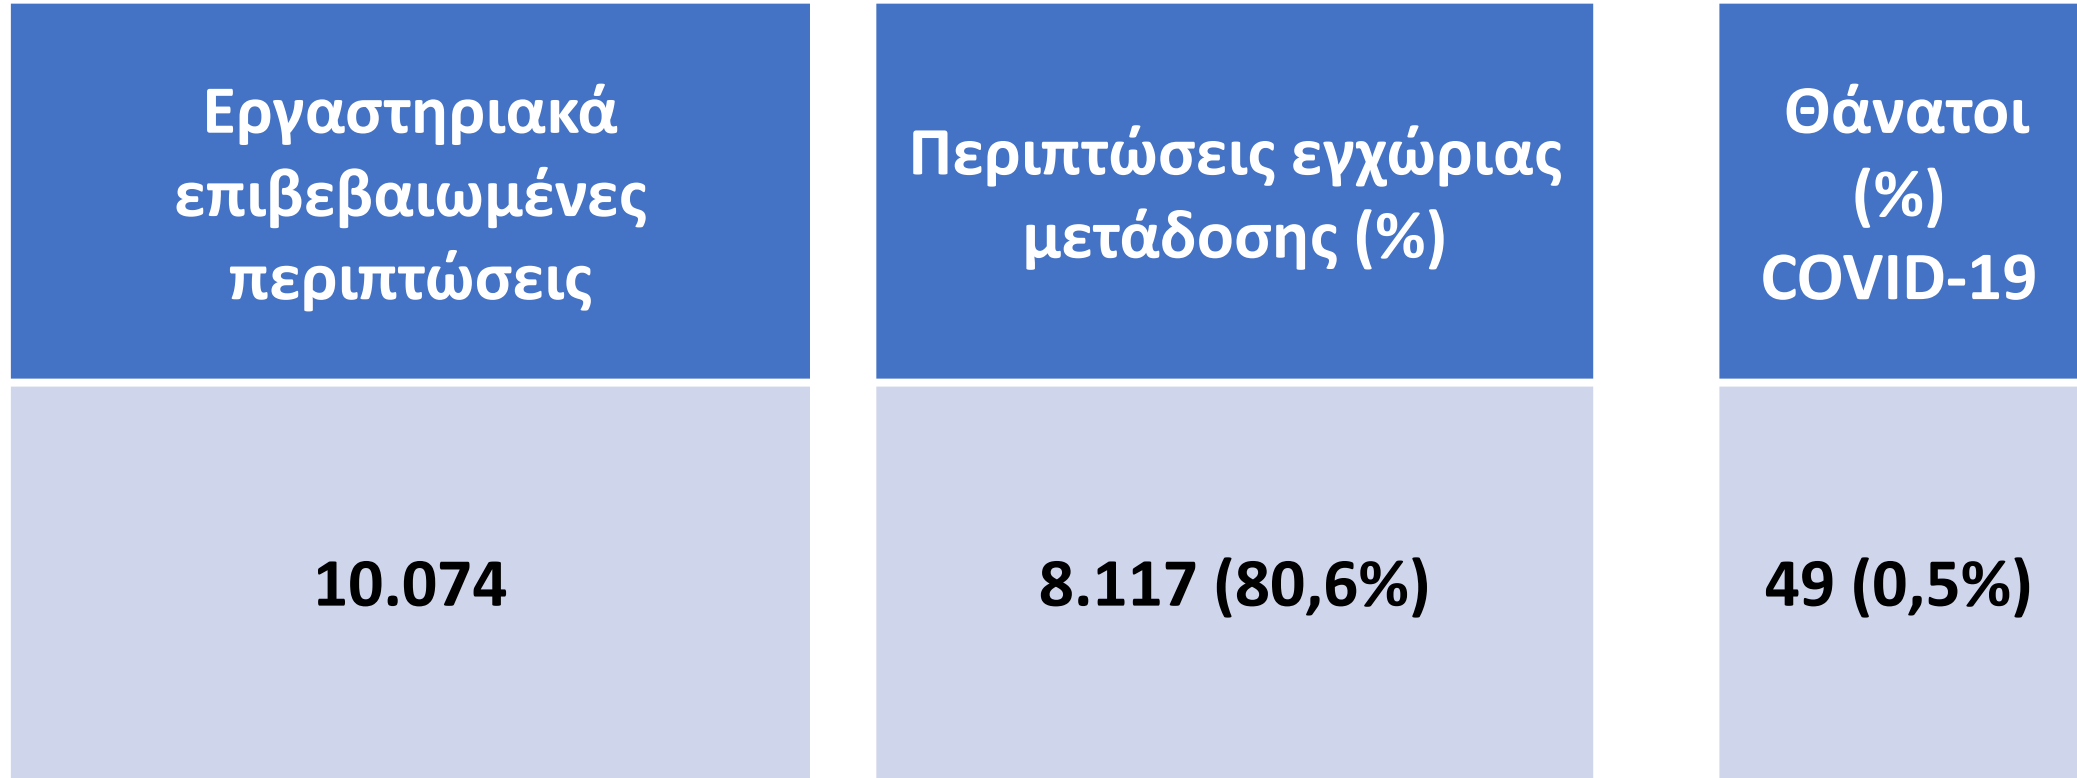 Εργαστηριακά
επιβεβαιωμένες
περιπτώσεις
Περιπτώσεις εγχώριας
μετάδοσης (%)
Θάνατοι
(%)
COVID-19
10.074
8.117 (80,6%)
49 (0,5%)